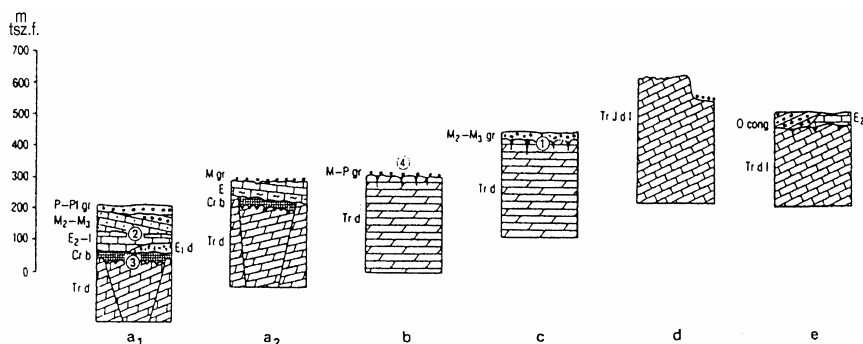 m
tsz.f.
700
600
500
400
300
200
100
0
P-Pl gr
M₂-M₃
E₂-I
Cr b
Tr d
②
E₁ d
③
a₁
M gr
E
Cr b
Tr d
a₂
M-P gr
④
Tr d
b
M₂-M₃ gr
①
Tr d
c
Tr J d l
d
O cong
E₂
Tr d l
e